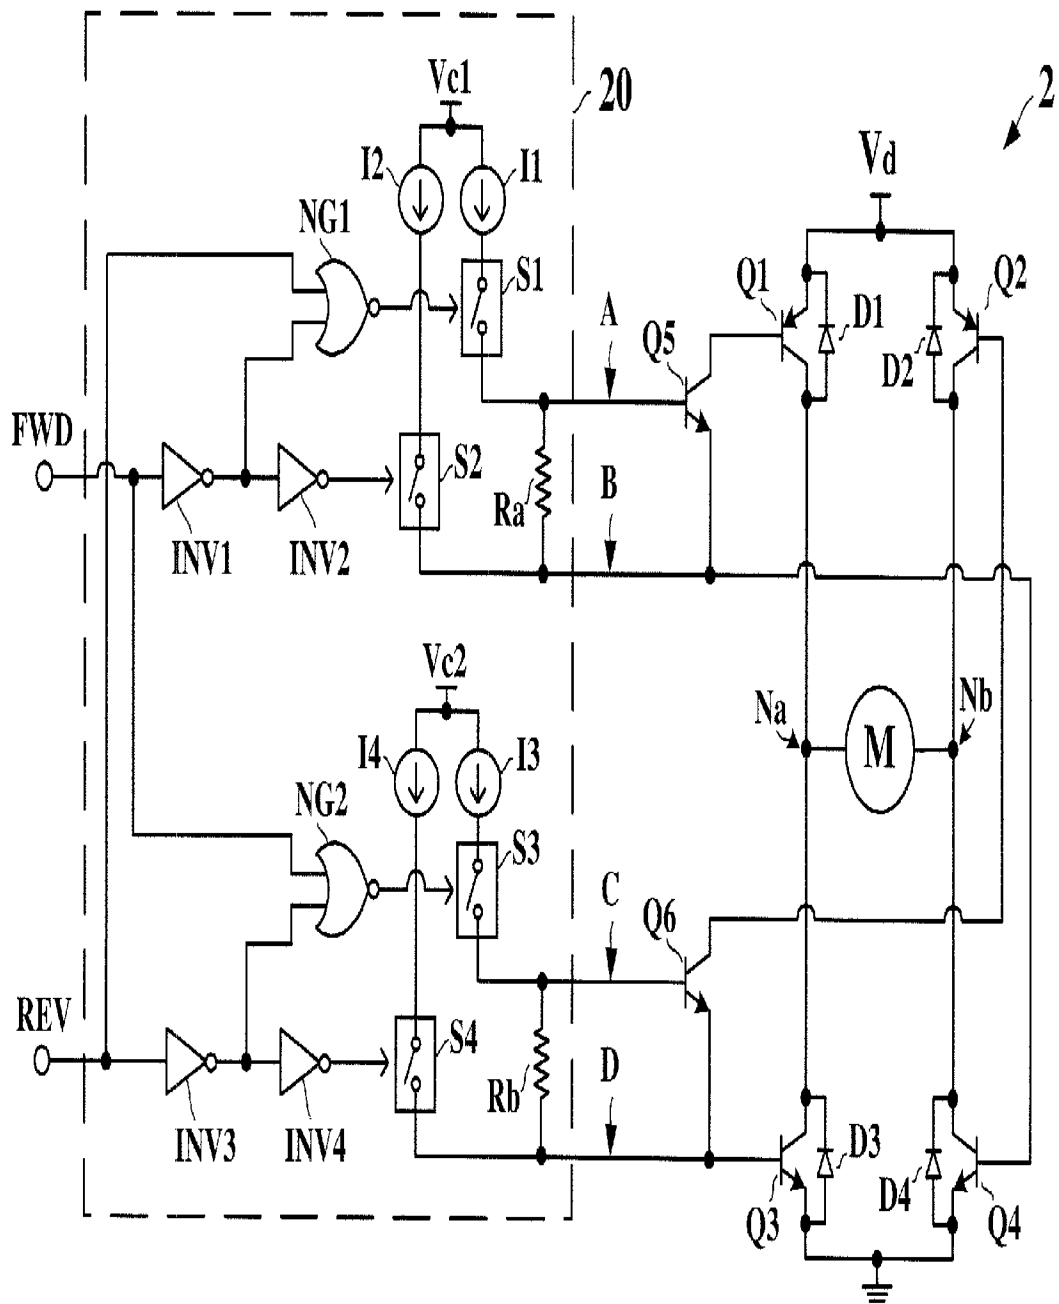 Vc1
20
2
I2
I1
Vd
NG1
S1
Q1
Q2
A
D1
Q5
D2
FWD
S2
B
Ra
INV1
INV2
Vc2
Na
Nb
M
I4
I3
NG2
S3
C
Q6
REV
S4
D
Rb
INV3
INV4
D3
D4
Q3
Q4